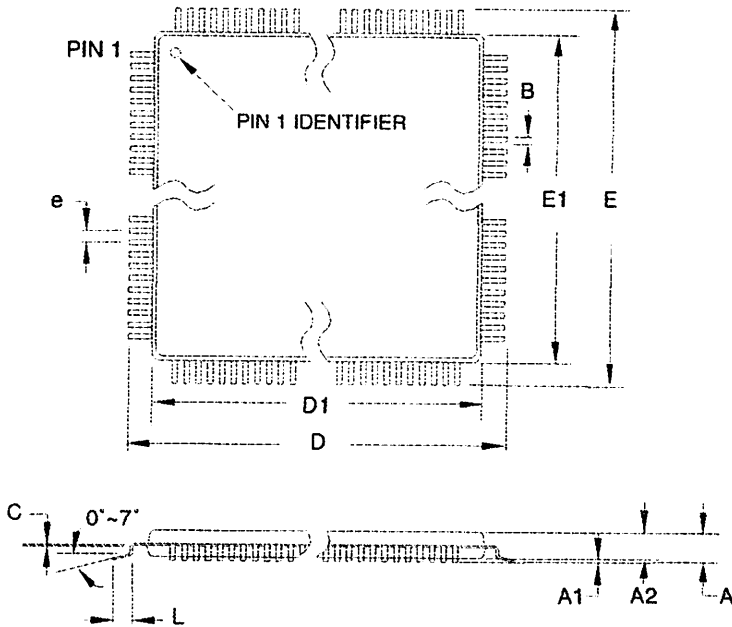 PIN 1
PIN 1 IDENTIFIER
B
e
E1
E
D1
D
C
0°~7°
L
A1
A2
A